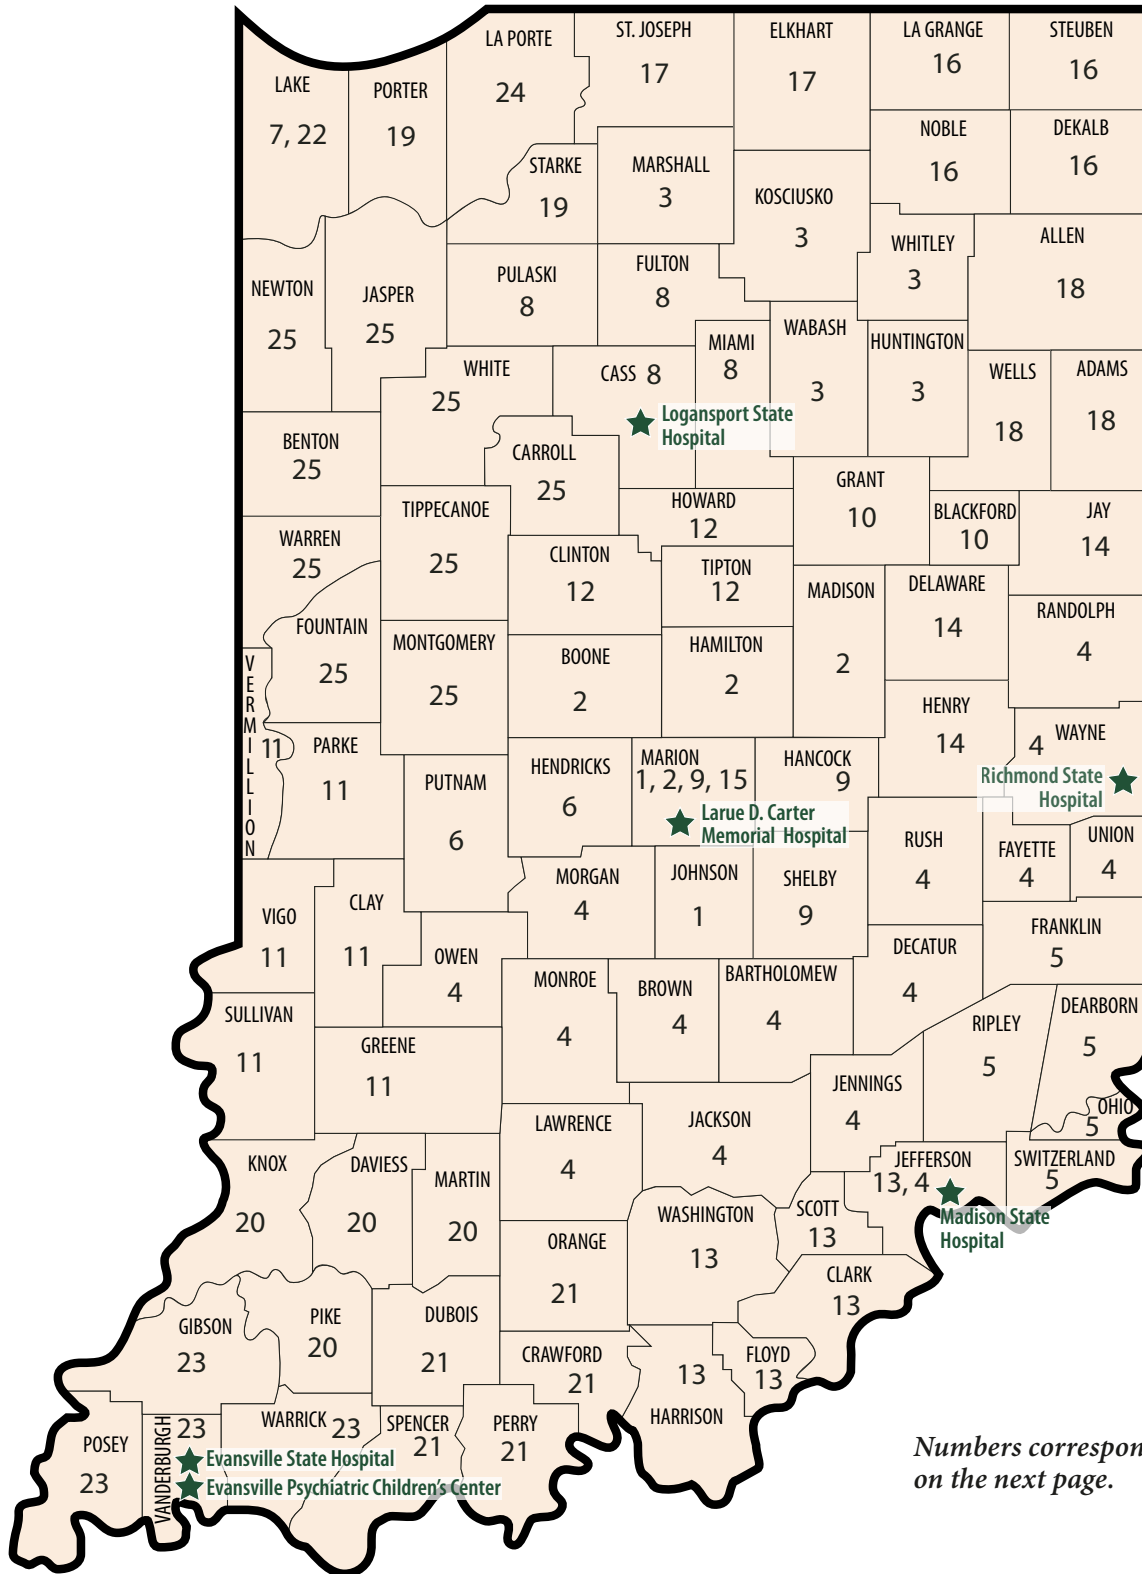 LA PORTE
24
ST. JOSEPH
17
ELKHART
17
LA GRANGE
16
STEUBEN
16
LAKE
7, 22
PORTER
19
NOBLE
16
DEKALB
16
STARKE
19
MARSHALL
3
KOSCIUSKO
3
WHITLEY
3
ALLEN
18
NEWTON
25
JASPER
25
PULASKI
8
FULTON
8
WHITE
25
CASS 8
MIAMI
8
WABASH
3
HUNTINGTON
3
WELLS
18
ADAMS
18
Logansport State
Hospital
BENTON
25
CARROLL
25
GRANT
10
BLACKFORD
10
JAY
14
WARREN
25
TIPPECANOE
25
HOWARD
12
CLINTON
12
TIPTON
12
MADISON
2
DELAWARE
14
RANDOLPH
4
FOUNTAIN
25
MONTGOMERY
25
BOONE
2
HAMILTON
2
HENRY
14
WAYNE
4
VERMILLION
11
PARKE
11
PUTNAM
6
HENDRICKS
6
MARION
1, 2, 9, 15
HANCOCK
9
Richmond State
Hospital
Larue D. Carter
Memorial Hospital
RUSH
4
FAYETTE
4
UNION
4
VIGO
11
CLAY
11
MORGAN
4
JOHNSON
1
SHELBY
9
FRANKLIN
5
OWEN
4
DECATUR
4
SULLIVAN
11
GREENE
11
MONROE
4
BROWN
4
BARTHOLOMEW
4
RIPLEY
5
DEARBORN
5
OHIO
5
JENNINGS
4
LAWRENCE
4
JACKSON
4
KNOX
20
DAVIESS
20
MARTIN
20
JEFFERSON
13, 4
SWITZERLAND
5
Madison State
Hospital
ORANGE
21
WASHINGTON
13
SCOTT
13
CLARK
13
GIBSON
23
PIKE
20
DUBOIS
21
CRAWFORD
21
FLOYD
13
13
HARRISON
POSEY
23
VANDERBURGH
23
WARRICK 23
SPENCER
21
PERRY
21
Evansville State Hospital
Evansville Psychiatric Children's Center
Numbers correspon
on the next page.